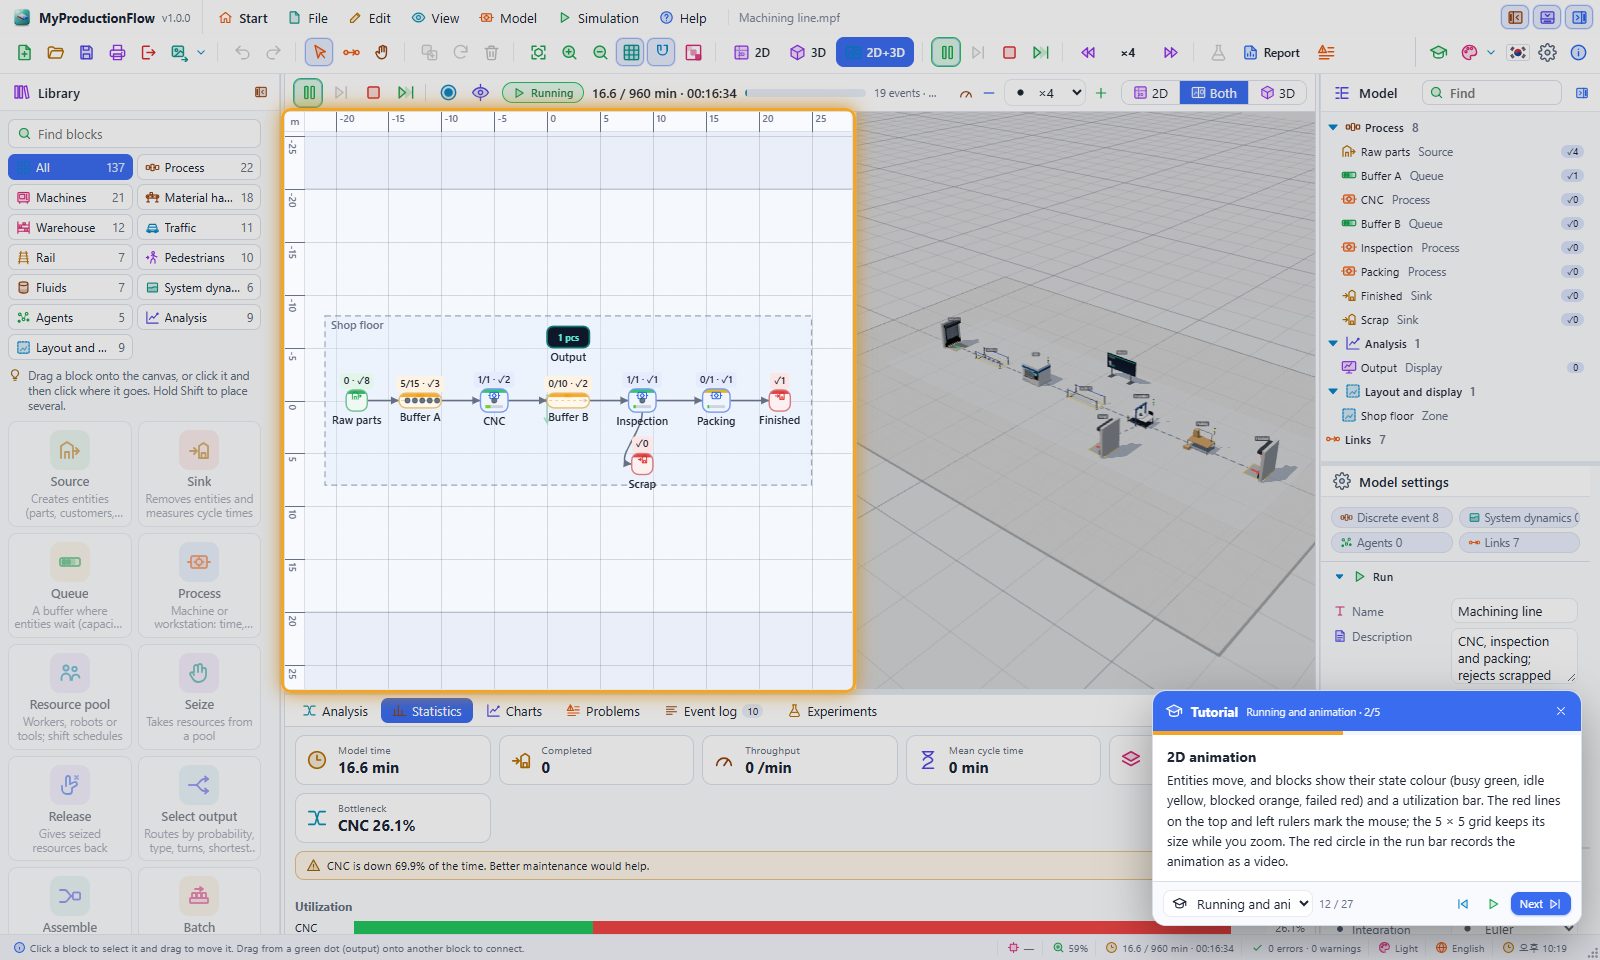 MyProductionFlow v1.0.0 Start File Edit View Model Simulation Help Machining line.mpf
2D 3D 2D+3D ×4 Report
Library
Find blocks
All 137 Process 22
Machines 21 Material ha... 18
Warehouse 12 Traffic 11
Rail 7 Pedestrians 10
Fluids 7 System dyna... 6
Agents 5 Analysis 9
Layout and ... 9
Drag a block onto the canvas, or click it and
then click where it goes. Hold Shift to place
several.
Source Sink
Creates entities Removes entities and
(parts, customers,... measures cycle times
Queue Process
A buffer where Machine or
entities wait (capaci... workstation: time,...
Resource pool Seize
Workers, robots or Takes resources from
tools; shift schedules a pool
Release Select output
Gives seized Routes by probability,
resources back type, turns, shortest..
Assemble Batch
Running 16.6 / 960 min · 00:16:34 19 events · ... ×4 2D Both 3D
m -20 -15 -10 -5 0 5 10 15 20 25
-25
-20
-15
-10
-5
0
5
10
15
20
25
Shop floor
1 pcs
Output
0 · ✓8 5/15 · ✓3 1/1 · ✓2 0/10 · ✓2 1/1 · ✓1 0/1 · ✓1 ✓1
Raw parts Buffer A CNC Buffer B Inspection Packing Finished
✓0
Scrap
Analysis Statistics Charts Problems Event log 10 Experiments
Model time
16.6 min
Completed
0
Throughput
0 /min
Mean cycle time
0 min
Bottleneck
CNC 26.1%
CNC is down 69.9% of the time. Better maintenance would help.
Utilization
CNC 26.1%
Model Find
Process 8
Raw parts Source ✓4
Buffer A Queue ✓1
CNC Process ✓0
Buffer B Queue ✓0
Inspection Process ✓0
Packing Process ✓0
Finished Sink ✓0
Scrap Sink ✓0
Analysis 1
Output Display 0
Layout and display 1
Shop floor Zone
Links 7
Model settings
Discrete event 8 System dynamics 0
Agents 0 Links 7
Run
Name Machining line
Description CNC, inspection
and packing;
rejects scrapped
Tutorial Running and animation · 2/5
2D animation
Entities move, and blocks show their state colour (busy green, idle
yellow, blocked orange, failed red) and a utilization bar. The red lines
on the top and left rulers mark the mouse; the 5 × 5 grid keeps its
size while you zoom. The red circle in the run bar records the
animation as a video.
Running and ani 12 / 27 Next
Integration Euler
Click a block to select it and drag to move it. Drag from a green dot (output) onto another block to connect. — 59% 16.6 / 960 min · 00:16:34 0 errors · 0 warnings Light English 오후 10:19